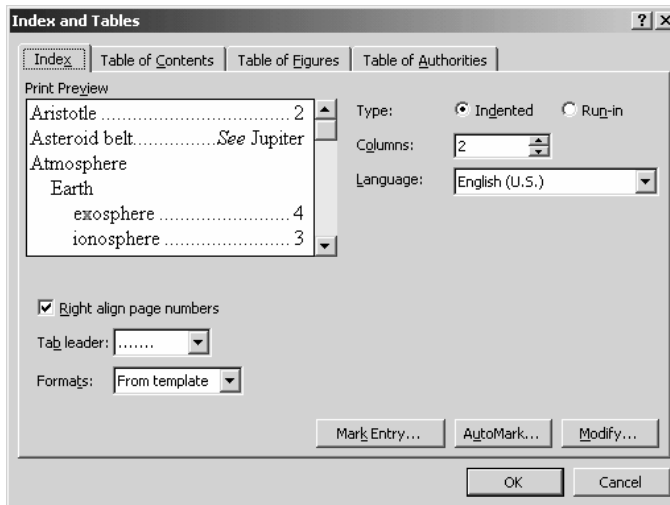 Index and Tables
Index Table of Contents Table of Figures Table of Authorities
Print Preview
Aristotle ........................ 2
Asteroid belt..............See Jupiter
Atmosphere
Earth
exosphere ................ 4
ionosphere ............... 3
Type: Indented Run-in
Columns: 2
Language: English (U.S.)
Right align page numbers
Tab leader: .......
Formats: From template
Mark Entry... AutoMark... Modify...
OK Cancel